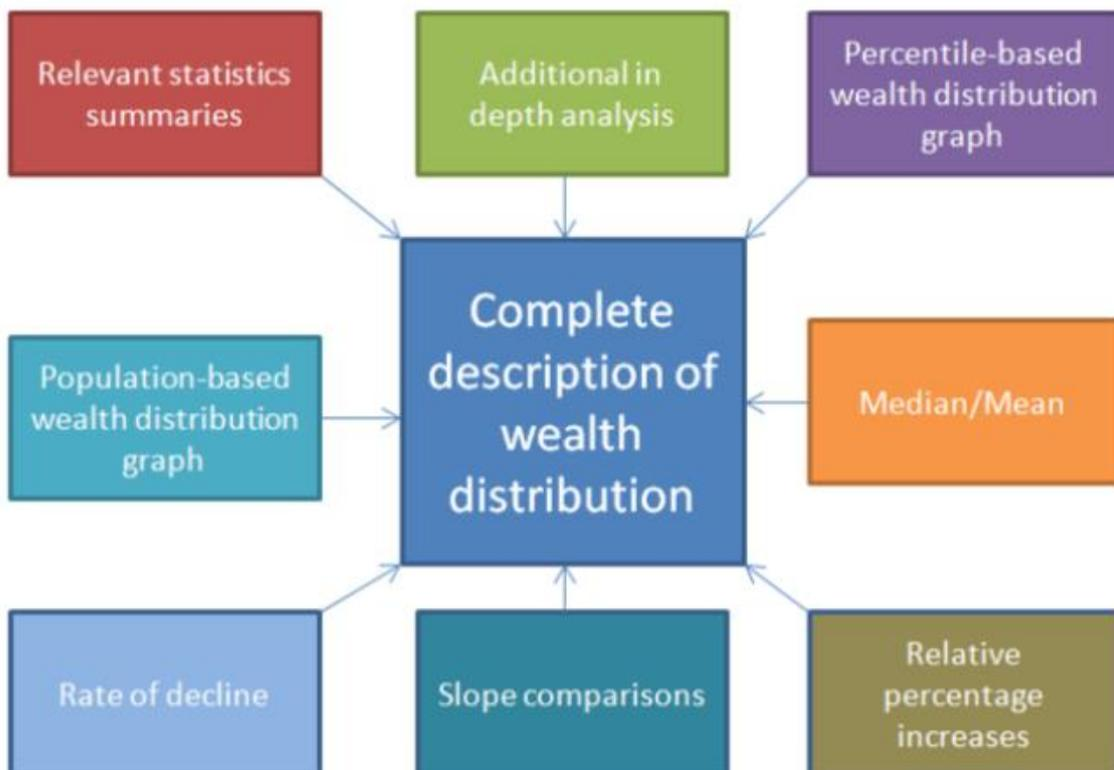 Relevant statistics
summaries
Additional in
depth analysis
Percentile-based
wealth distribution
graph
Population-based
wealth distribution
graph
Complete
description of
wealth
distribution
Median/Mean
Rate of decline
Slope comparisons
Relative
percentage
increases